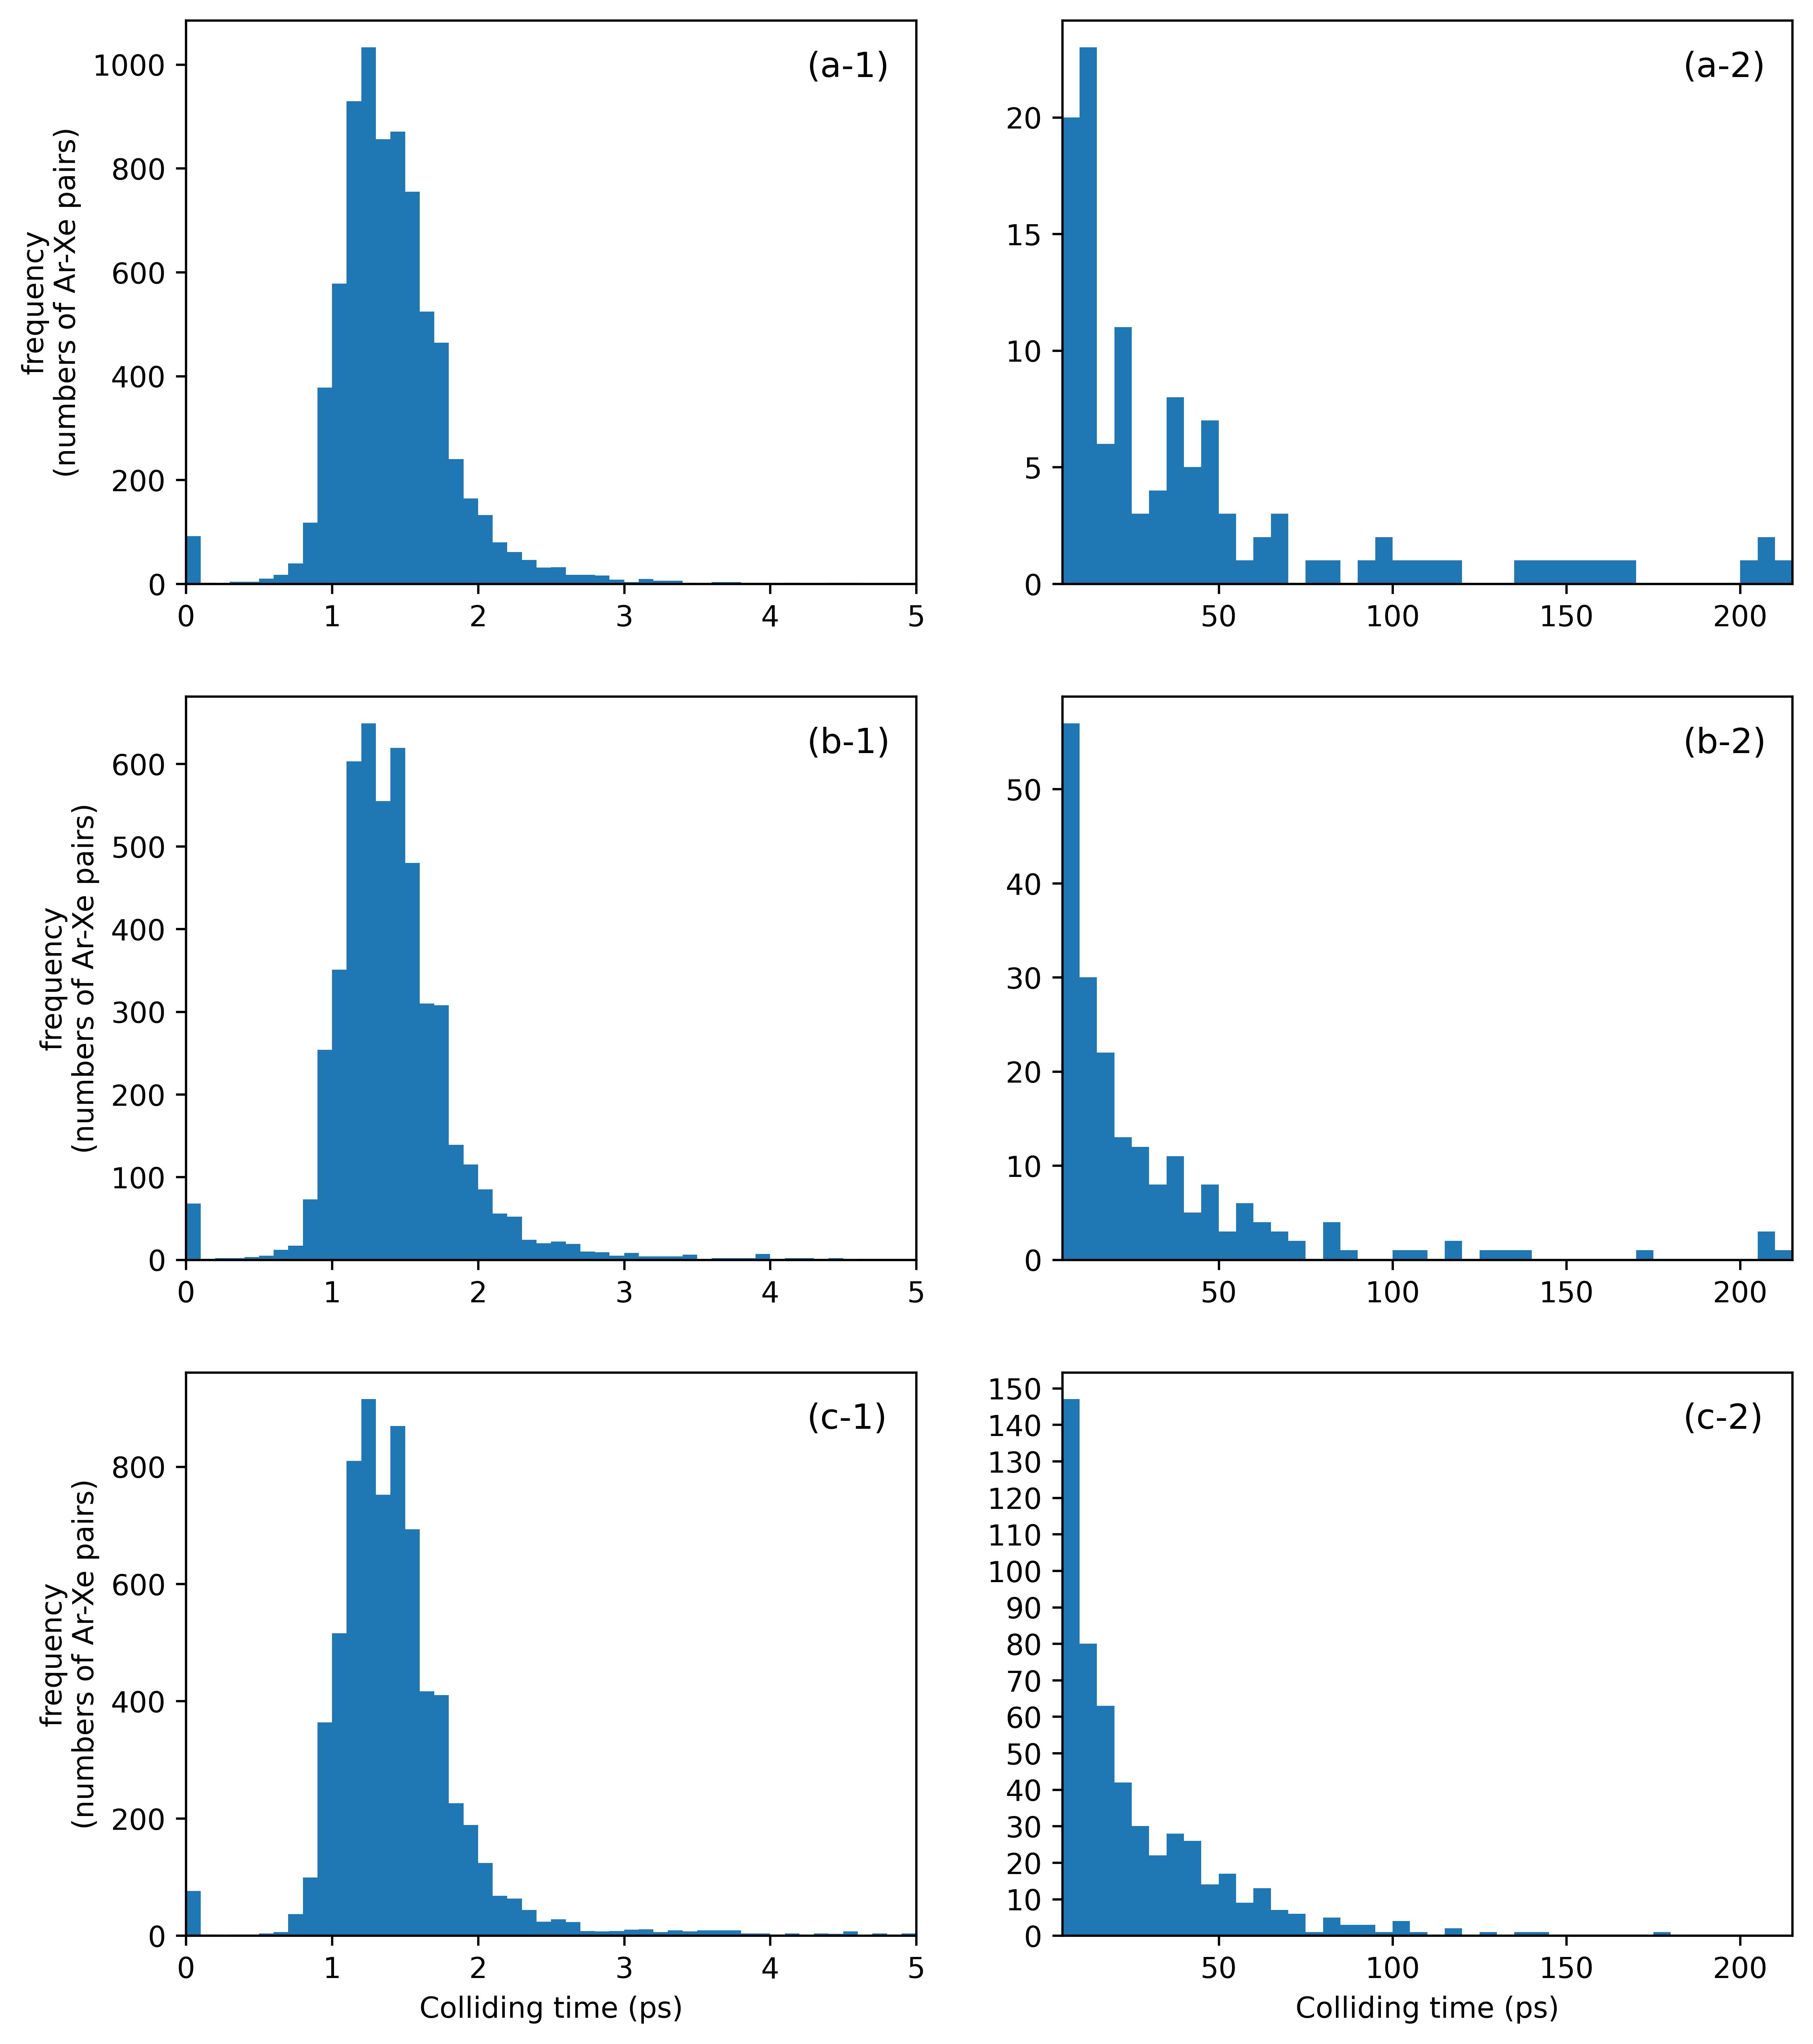 (a-1)
frequency
(numbers of Ar-Xe pairs)
1000
800
600
400
200
0
0 1 2 3 4 5
(a-2)
20
15
10
5
0
50 100 150 200
(b-1)
frequency
(numbers of Ar-Xe pairs)
600
500
400
300
200
100
0
0 1 2 3 4 5
(b-2)
50
40
30
20
10
0
50 100 150 200
(c-1)
frequency
(numbers of Ar-Xe pairs)
800
600
400
200
0
0 1 2 3 4 5
Colliding time (ps)
(c-2)
150
140
130
120
110
100
90
80
70
60
50
40
30
20
10
0
50 100 150 200
Colliding time (ps)